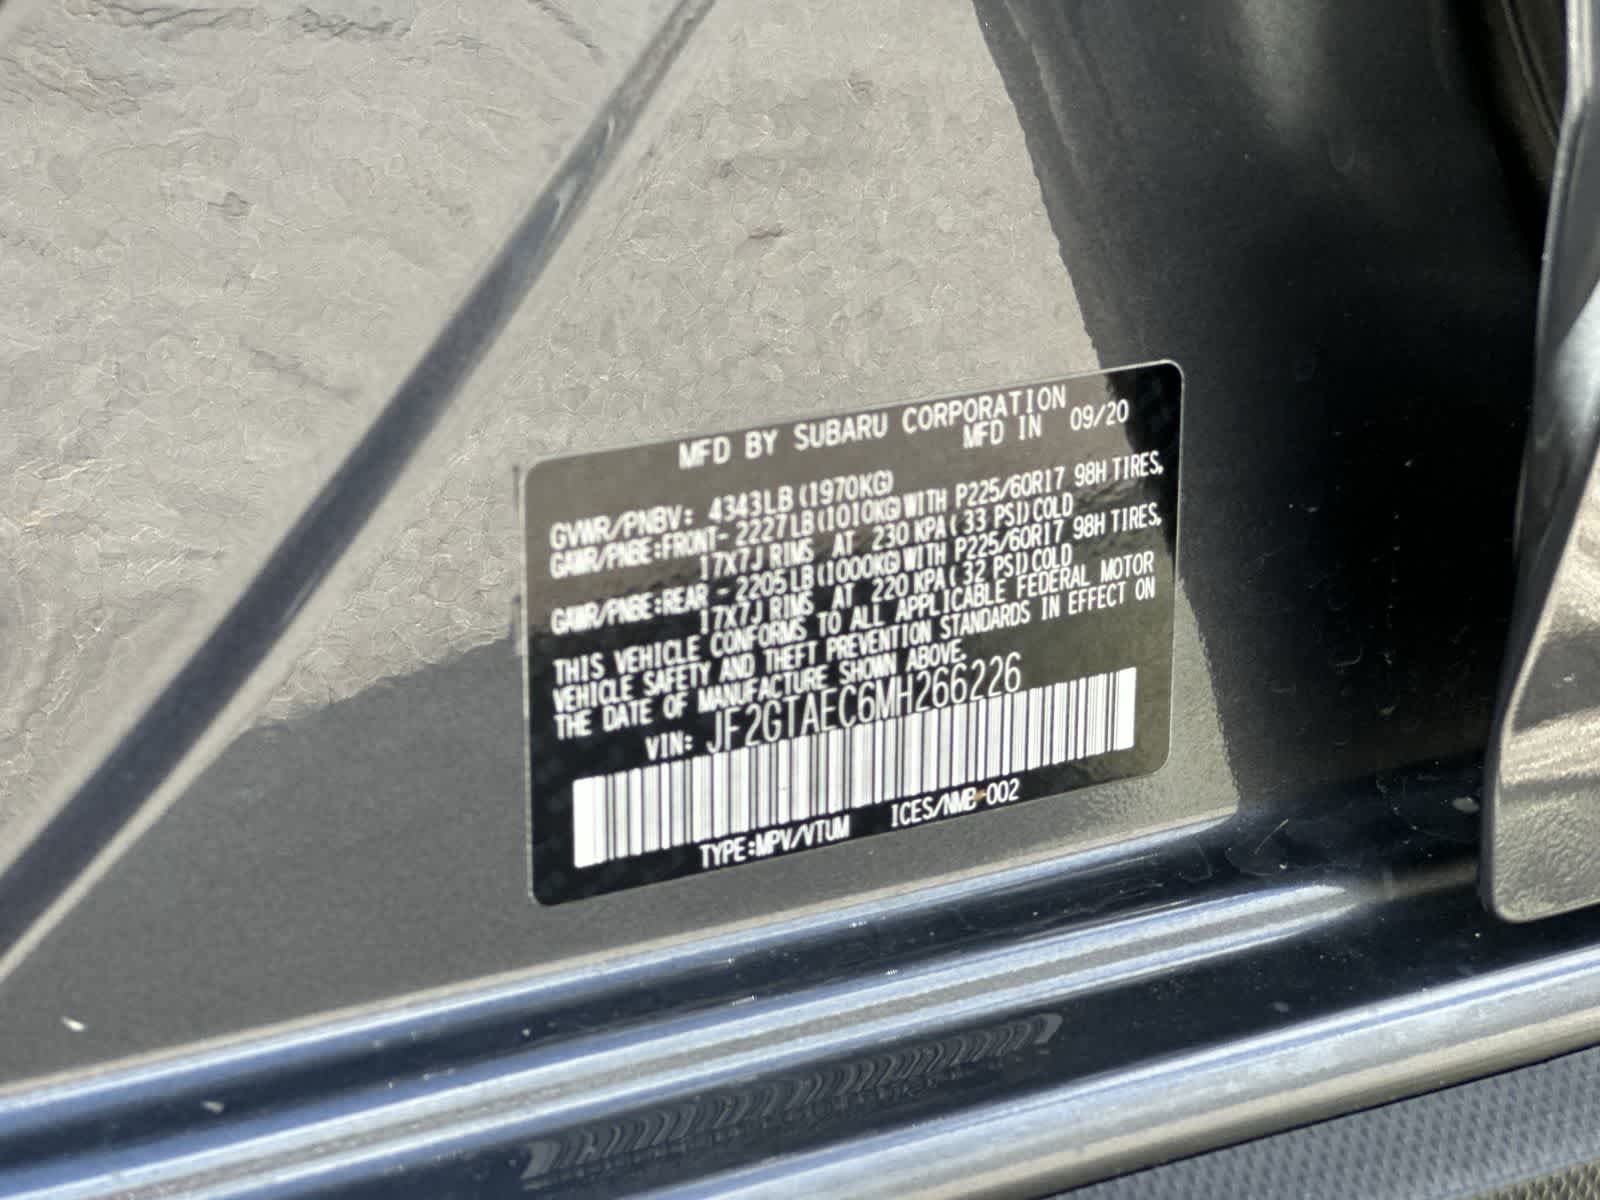 MFD BY SUBARU CORPORATION
MFD IN 09/20
GVWR/PNBV: 4343LB(1970KG)
GAWR/PNBE:FRONT- 2227LB(1010KG)WITH P225/60R17 98H TIRES,
17X7J RIMS AT 230 KPA( 33 PSI)COLD
GAWR/PNBE:REAR - 2205LB(1000KG)WITH P225/60R17 98H TIRES,
17X7J RIMS AT 220 KPA( 32 PSI)COLD
THIS VEHICLE CONFORMS TO ALL APPLICABLE FEDERAL MOTOR
VEHICLE SAFETY AND THEFT PREVENTION STANDARDS IN EFFECT ON
THE DATE OF MANUFACTURE SHOWN ABOVE.
VIN: JF2GTAEC6MH266226
TYPE:MPV/VTUM ICES/NMB-002